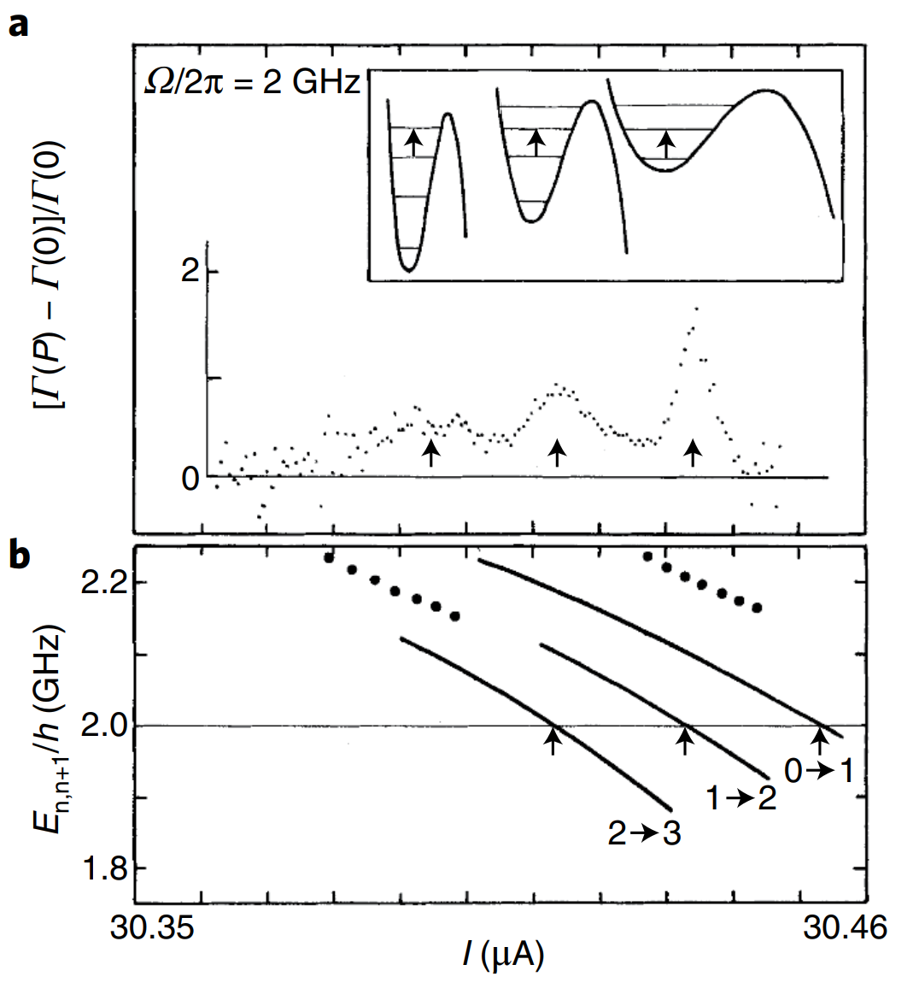 a
Ω/2π = 2 GHz
[Γ(P) − Γ(0)]/Γ(0)
2
0
b
2.2
2.0
1.8
E_{n,n+1}/h (GHz)
0→1
1→2
2→3
30.35
30.46
I (μA)